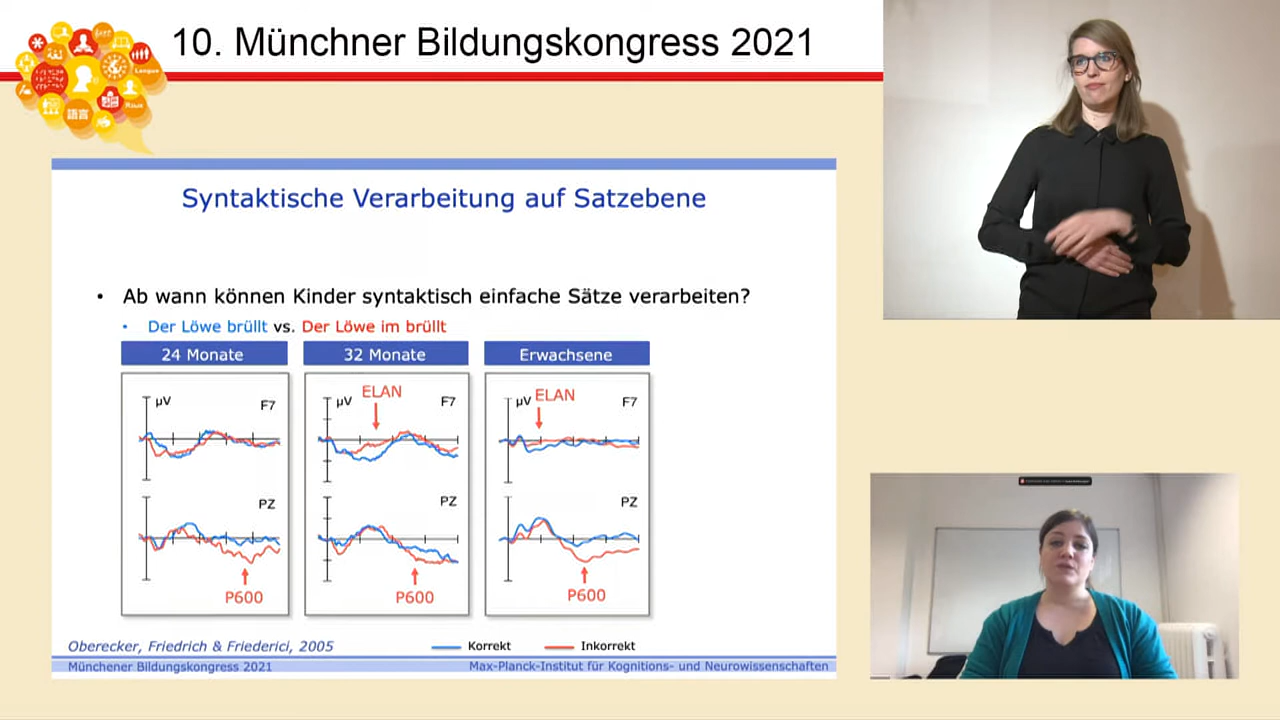 10. Münchner Bildungskongress 2021
Langue
語言
Syntaktische Verarbeitung auf Satzebene
• Ab wann können Kinder syntaktisch einfache Sätze verarbeiten?
• Der Löwe brüllt vs. Der Löwe im brüllt
24 Monate
32 Monate
Erwachsene
µV
F7
PZ
P600
ELAN
µV
F7
PZ
P600
µV
ELAN
F7
PZ
P600
Oberecker, Friedrich & Friederici, 2005
Korrekt
Inkorrekt
Münchener Bildungskongress 2021
Max-Planck-Institut für Kognitions- und Neurowissenschaften